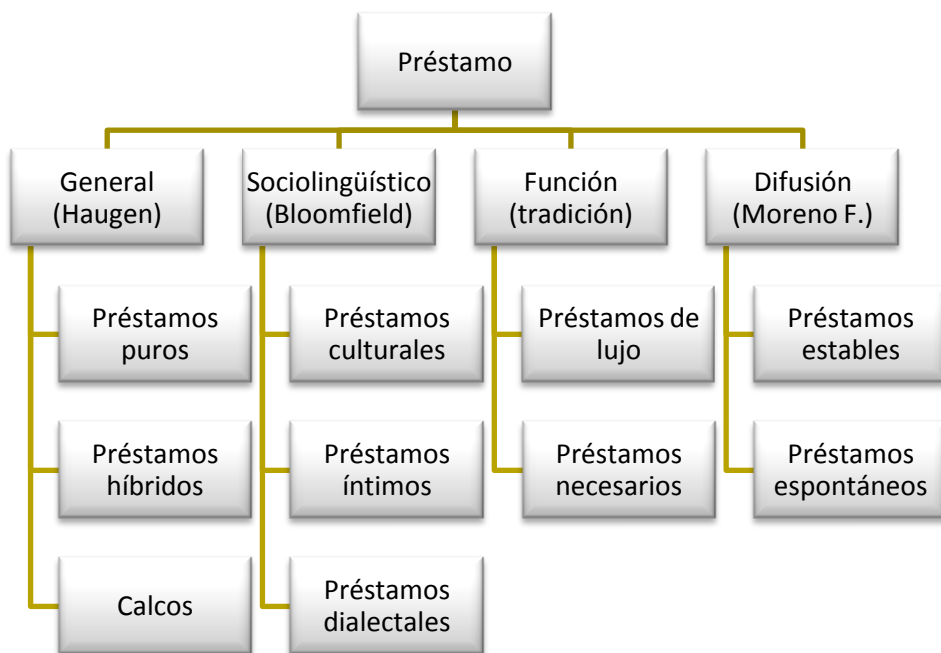 Préstamo
General
(Haugen)
Préstamos
puros
Préstamos
híbridos
Calcos
Sociolingüístico
(Bloomfield)
Préstamos
culturales
Préstamos
íntimos
Préstamos
dialectales
Función
(tradición)
Préstamos de
lujo
Préstamos
necesarios
Difusión
(Moreno F.)
Préstamos
estables
Préstamos
espontáneos